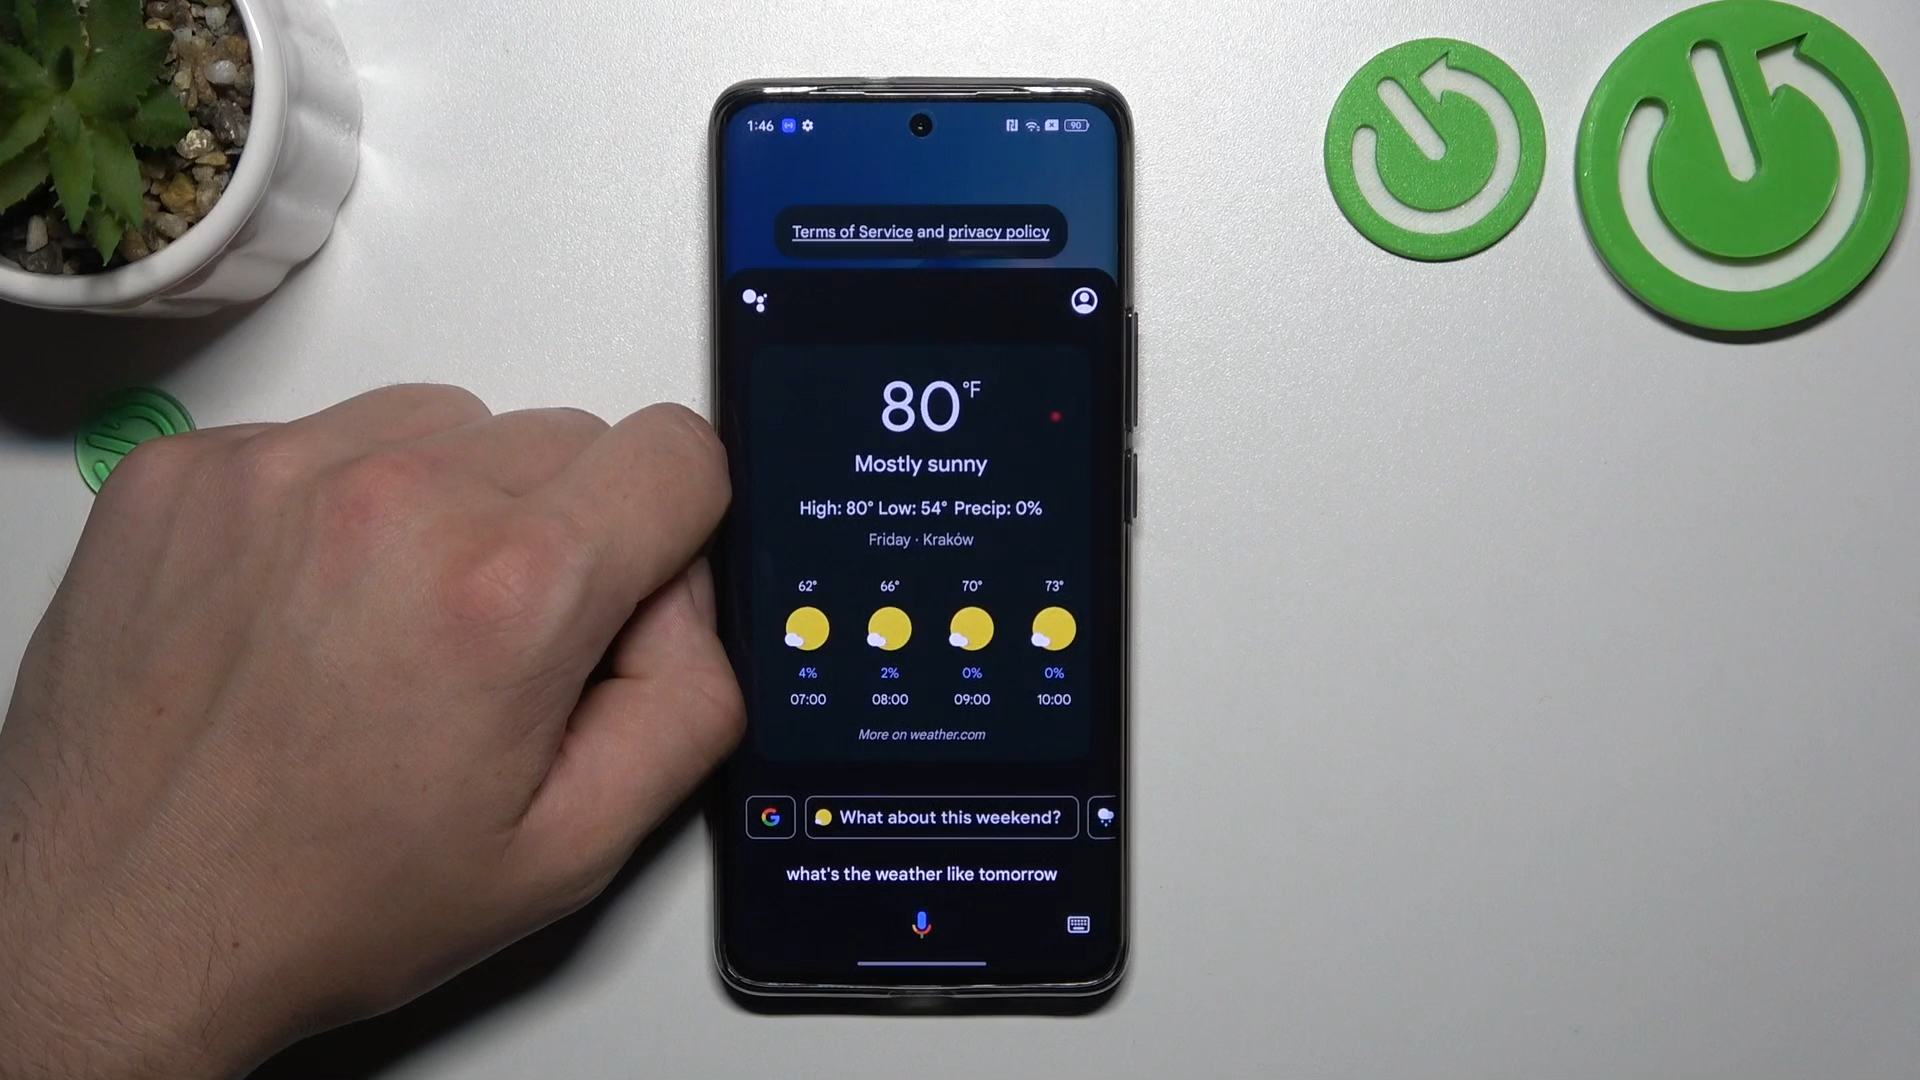 1:46
90
Terms of Service and privacy policy
80°F
Mostly sunny
High: 80° Low: 54° Precip: 0%
Friday · Kraków
62° 66° 70° 73°
4% 2% 0% 0%
07:00 08:00 09:00 10:00
More on weather.com
G What about this weekend?
what's the weather like tomorrow